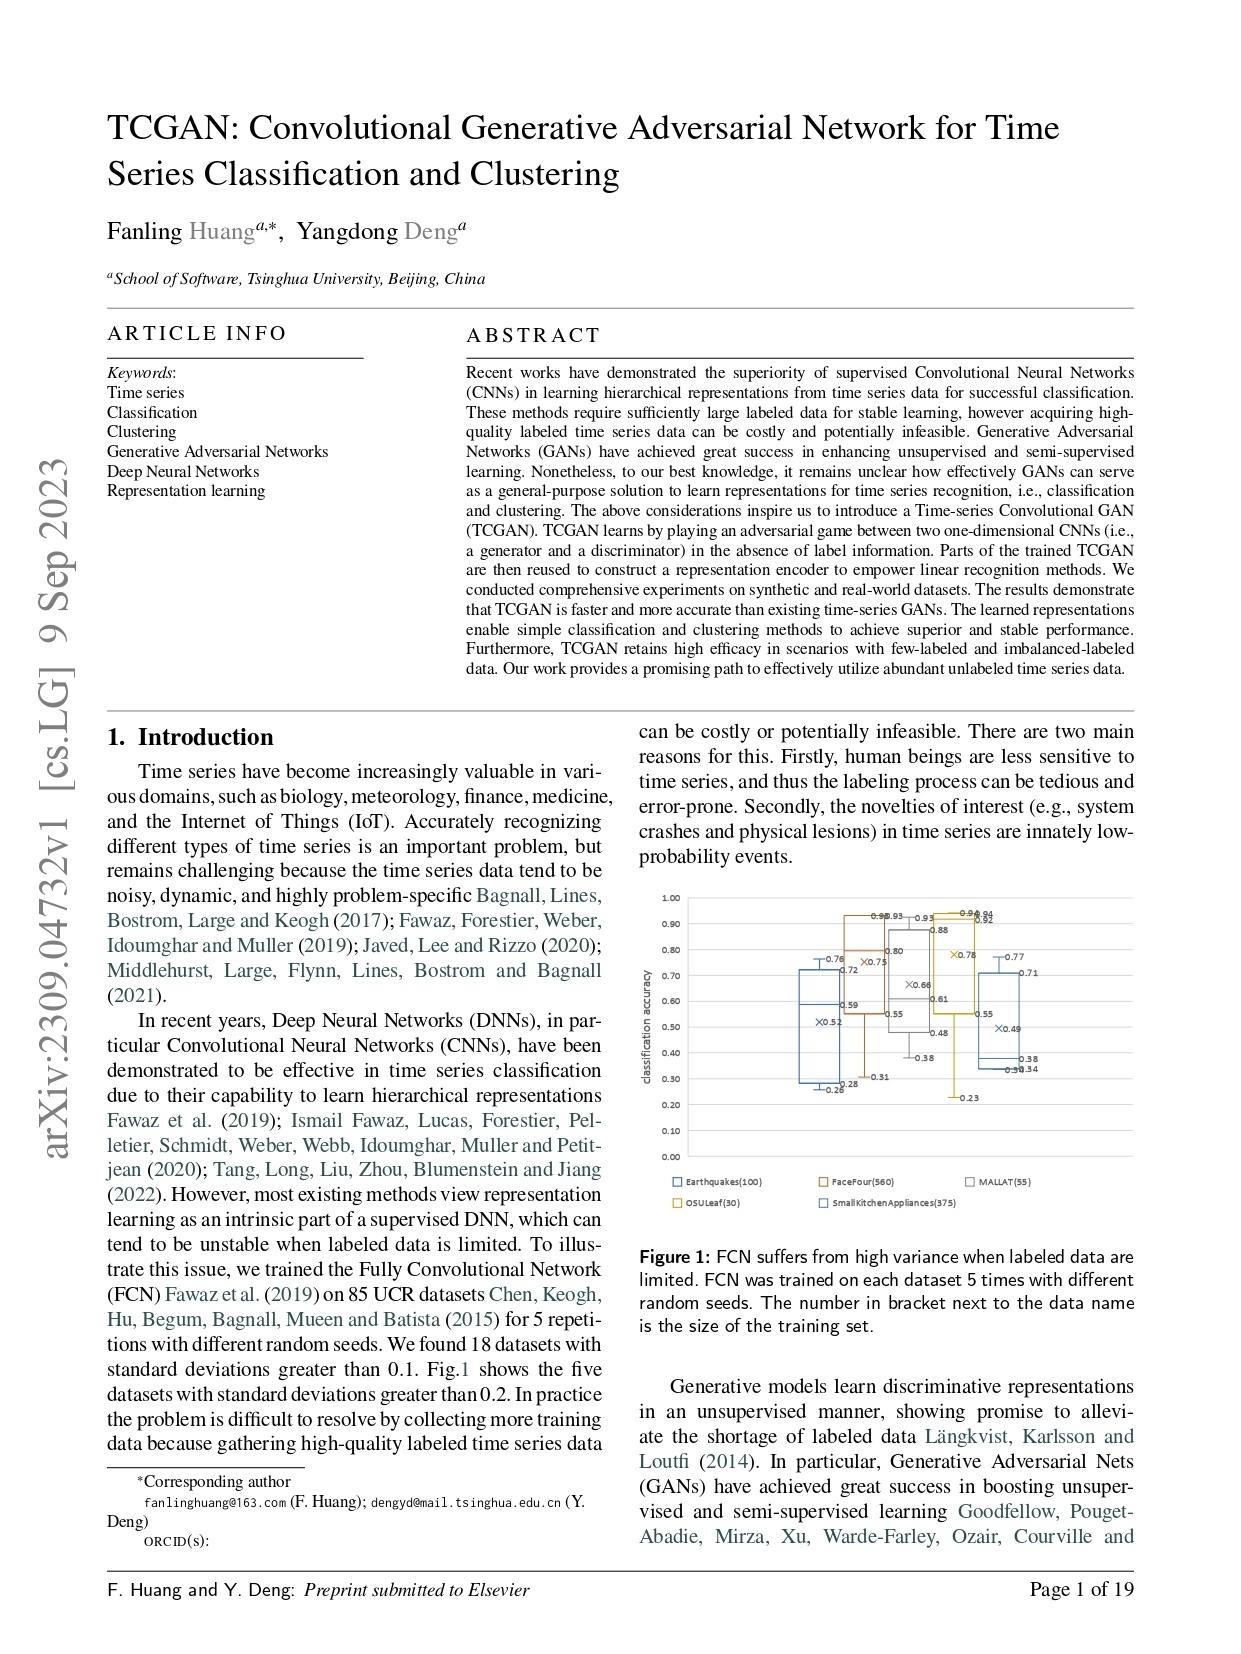 TCGAN: Convolutional Generative Adversarial Network for Time
Series Classification and Clustering
Fanling Huang^a,*, Yangdong Deng^a
^a School of Software, Tsinghua University, Beijing, China
ARTICLE INFO
Keywords:
Time series
Classification
Clustering
Generative Adversarial Networks
Deep Neural Networks
Representation learning
ABSTRACT
Recent works have demonstrated the superiority of supervised Convolutional Neural Networks
(CNNs) in learning hierarchical representations from time series data for successful classification.
These methods require sufficiently large labeled data for stable learning, however acquiring high-
quality labeled time series data can be costly and potentially infeasible. Generative Adversarial
Networks (GANs) have achieved great success in enhancing unsupervised and semi-supervised
learning. Nonetheless, to our best knowledge, it remains unclear how effectively GANs can serve
as a general-purpose solution to learn representations for time series recognition, i.e., classification
and clustering. The above considerations inspire us to introduce a Time-series Convolutional GAN
(TCGAN). TCGAN learns by playing an adversarial game between two one-dimensional CNNs (i.e.,
a generator and a discriminator) in the absence of label information. Parts of the trained TCGAN
are then reused to construct a representation encoder to empower linear recognition methods. We
conducted comprehensive experiments on synthetic and real-world datasets. The results demonstrate
that TCGAN is faster and more accurate than existing time-series GANs. The learned representations
enable simple classification and clustering methods to achieve superior and stable performance.
Furthermore, TCGAN retains high efficacy in scenarios with few-labeled and imbalanced-labeled
data. Our work provides a promising path to effectively utilize abundant unlabeled time series data.
arXiv:2309.04732v1 [cs.LG] 9 Sep 2023
1. Introduction
Time series have become increasingly valuable in vari-
ous domains, such as biology, meteorology, finance, medicine,
and the Internet of Things (IoT). Accurately recognizing
different types of time series is an important problem, but
remains challenging because the time series data tend to be
noisy, dynamic, and highly problem-specific Bagnall, Lines,
Bostrom, Large and Keogh (2017); Fawaz, Forestier, Weber,
Idoumghar and Muller (2019); Javed, Lee and Rizzo (2020);
Middlehurst, Large, Flynn, Lines, Bostrom and Bagnall
(2021).
In recent years, Deep Neural Networks (DNNs), in par-
ticular Convolutional Neural Networks (CNNs), have been
demonstrated to be effective in time series classification
due to their capability to learn hierarchical representations
Fawaz et al. (2019); Ismail Fawaz, Lucas, Forestier, Pel-
letier, Schmidt, Weber, Webb, Idoumghar, Muller and Petit-
jean (2020); Tang, Long, Liu, Zhou, Blumenstein and Jiang
(2022). However, most existing methods view representation
learning as an intrinsic part of a supervised DNN, which can
tend to be unstable when labeled data is limited. To illus-
trate this issue, we trained the Fully Convolutional Network
(FCN) Fawaz et al. (2019) on 85 UCR datasets Chen, Keogh,
Hu, Begum, Bagnall, Mueen and Batista (2015) for 5 repeti-
tions with different random seeds. We found 18 datasets with
standard deviations greater than 0.1. Fig.1 shows the five
datasets with standard deviations greater than 0.2. In practice
the problem is difficult to resolve by collecting more training
data because gathering high-quality labeled time series data
*Corresponding author
fanlinghuang@163.com (F. Huang); dengyd@mail.tsinghua.edu.cn (Y.
Deng)
ORCID(s):
can be costly or potentially infeasible. There are two main
reasons for this. Firstly, human beings are less sensitive to
time series, and thus the labeling process can be tedious and
error-prone. Secondly, the novelties of interest (e.g., system
crashes and physical lesions) in time series are innately low-
probability events.
classification accuracy
1.00
0.90
0.80
0.70
0.60
0.50
0.40
0.30
0.20
0.10
0.00
0.76
0.72
0.59
0.52
0.28
0.26
0.93
0.93
0.80
0.75
0.55
0.31
0.93
0.88
0.66
0.61
0.48
0.38
0.94
0.94
0.92
0.78
0.55
0.23
0.77
0.71
0.49
0.38
0.34
0.34
Earthquakes(100) FaceFour(560) MALLAT(55)
OSULeaf(30) SmallKitchenAppliances(375)
Figure 1: FCN suffers from high variance when labeled data are
limited. FCN was trained on each dataset 5 times with different
random seeds. The number in bracket next to the data name
is the size of the training set.
Generative models learn discriminative representations
in an unsupervised manner, showing promise to allevi-
ate the shortage of labeled data Längkvist, Karlsson and
Loutfi (2014). In particular, Generative Adversarial Nets
(GANs) have achieved great success in boosting unsuper-
vised and semi-supervised learning Goodfellow, Pouget-
Abadie, Mirza, Xu, Warde-Farley, Ozair, Courville and
F. Huang and Y. Deng: Preprint submitted to Elsevier
Page 1 of 19